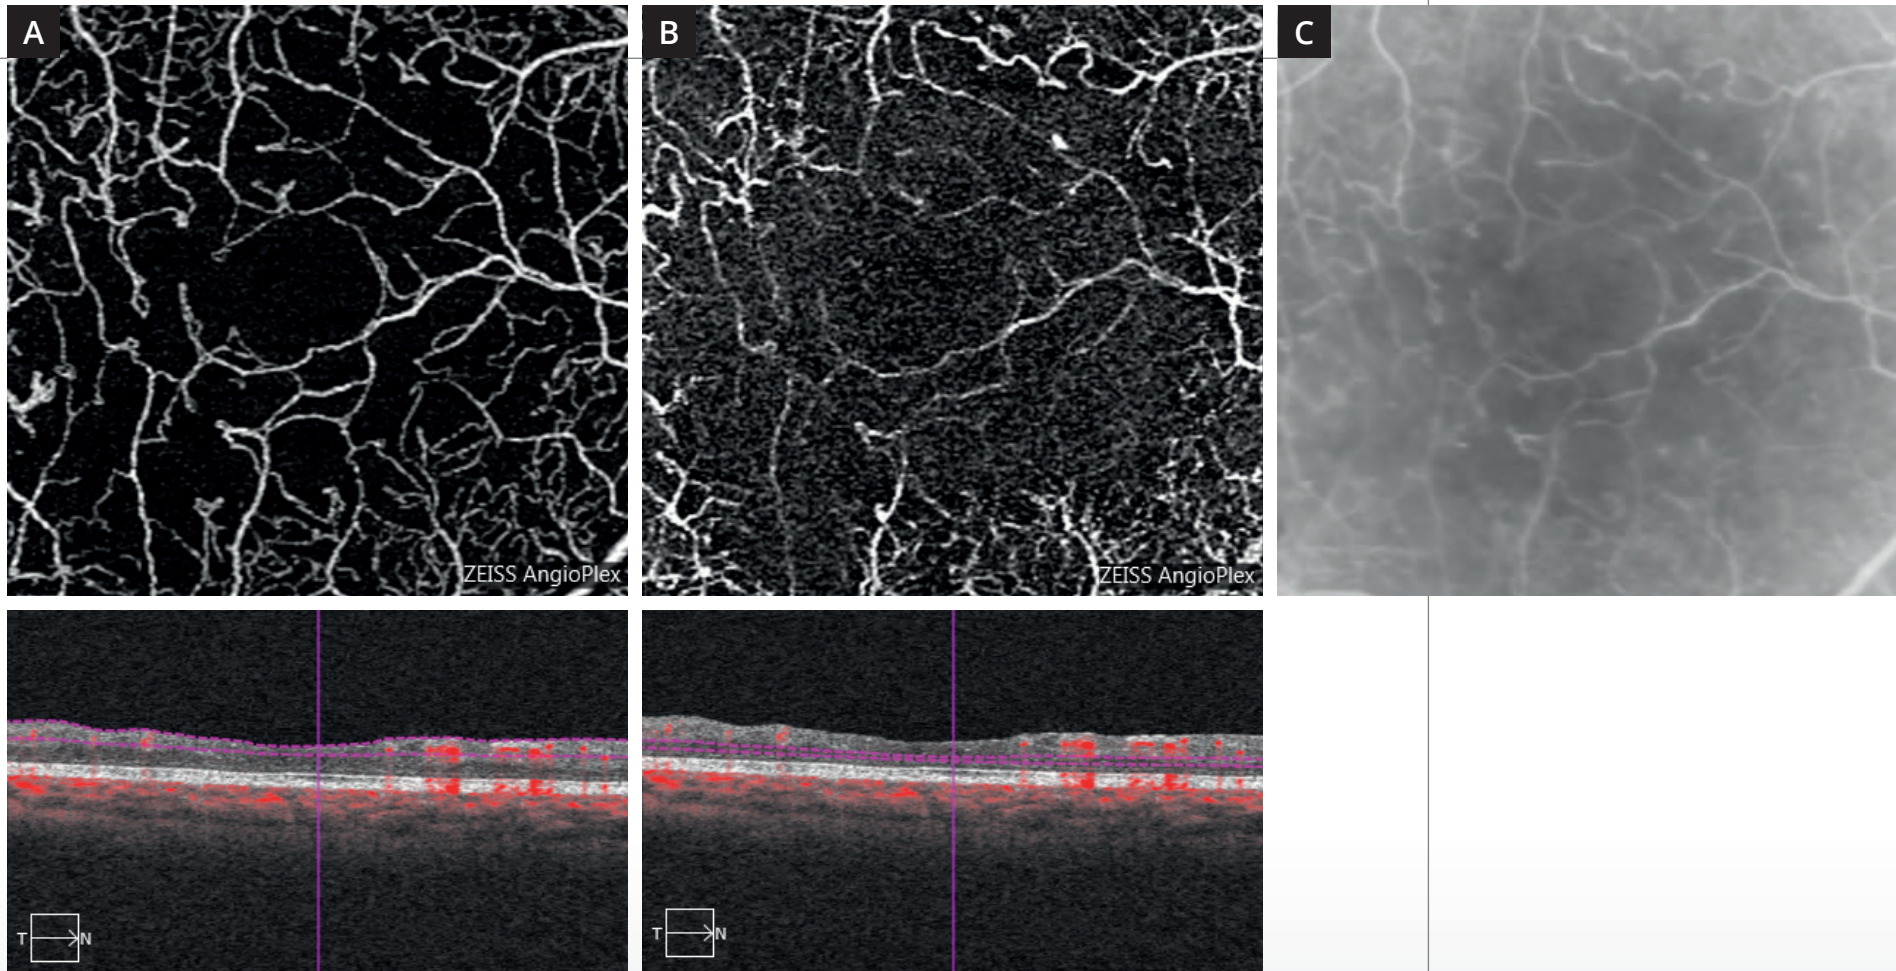 A
B
C
ZEISS AngioPlex
ZEISS AngioPlex
T N
T N